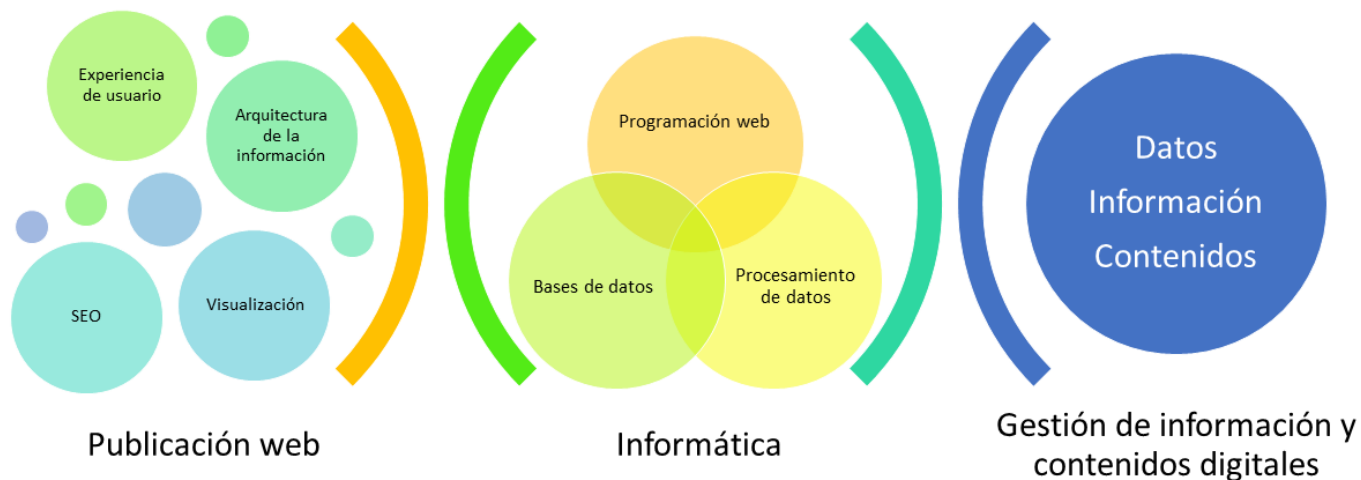 Experiencia
de usuario
Arquitectura
de la
información
SEO
Visualización
Publicación web
Programación web
Bases de datos
Procesamiento
de datos
Informática
Datos
Información
Contenidos
Gestión de información y
contenidos digitales